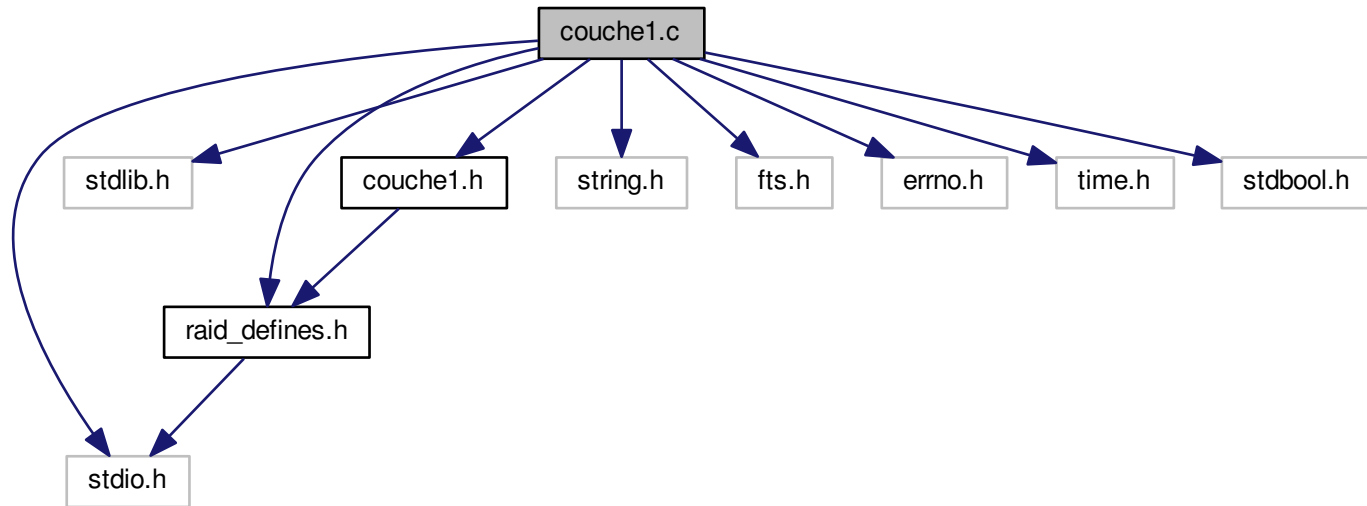 couche1.c
stdlib.h
couche1.h
string.h
fts.h
errno.h
time.h
stdbool.h
raid_defines.h
stdio.h